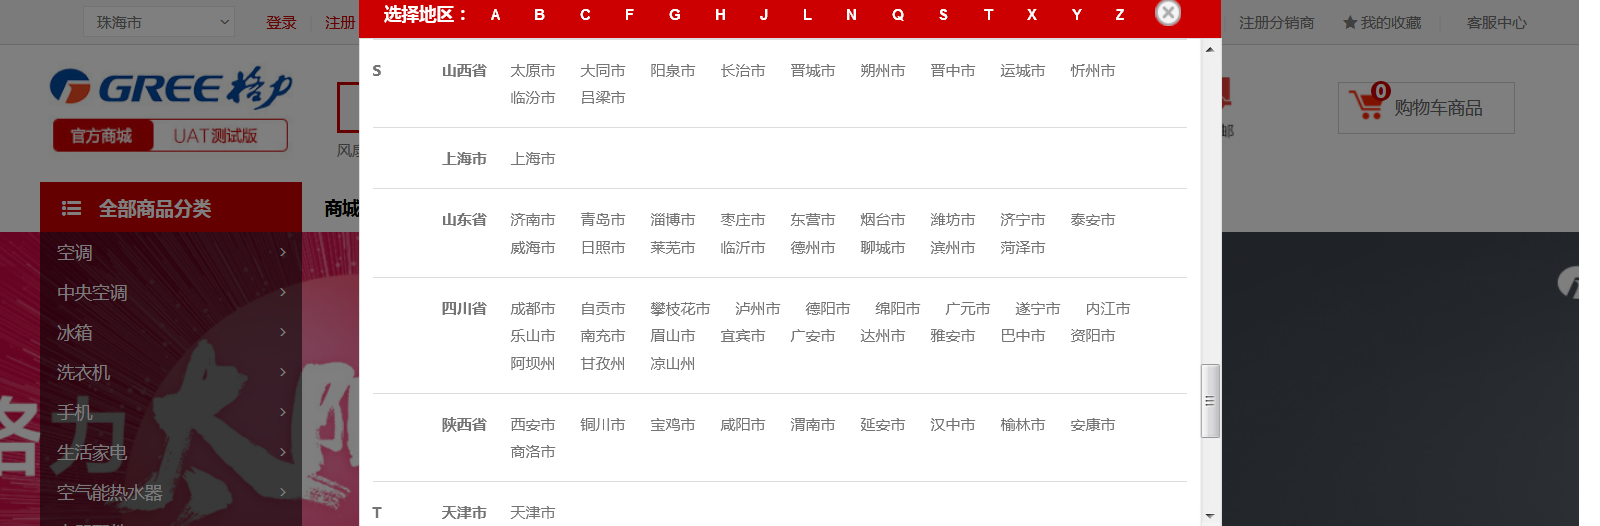 珠海市 登录 注册 选择地区： A B C F G H J L N Q S T X Y Z 注册分销商 我的收藏 客服中心
S 山西省 太原市 大同市 阳泉市 长治市 晋城市 朔州市 晋中市 运城市 忻州市
临汾市 吕梁市
GREE 格力
0 购物车商品
官方商城 UAT测试版
邮
风扇
上海市 上海市
全部商品分类 商城
山东省 济南市 青岛市 淄博市 枣庄市 东营市 烟台市 潍坊市 济宁市 泰安市
威海市 日照市 莱芜市 临沂市 德州市 聊城市 滨州市 菏泽市
空调
中央空调
四川省 成都市 自贡市 攀枝花市 泸州市 德阳市 绵阳市 广元市 遂宁市 内江市
乐山市 南充市 眉山市 宜宾市 广安市 达州市 雅安市 巴中市 资阳市
阿坝州 甘孜州 凉山州
冰箱
洗衣机
手机
陕西省 西安市 铜川市 宝鸡市 咸阳市 渭南市 延安市 汉中市 榆林市 安康市
商洛市
格力大
生活家电
空气能热水器
T 天津市 天津市